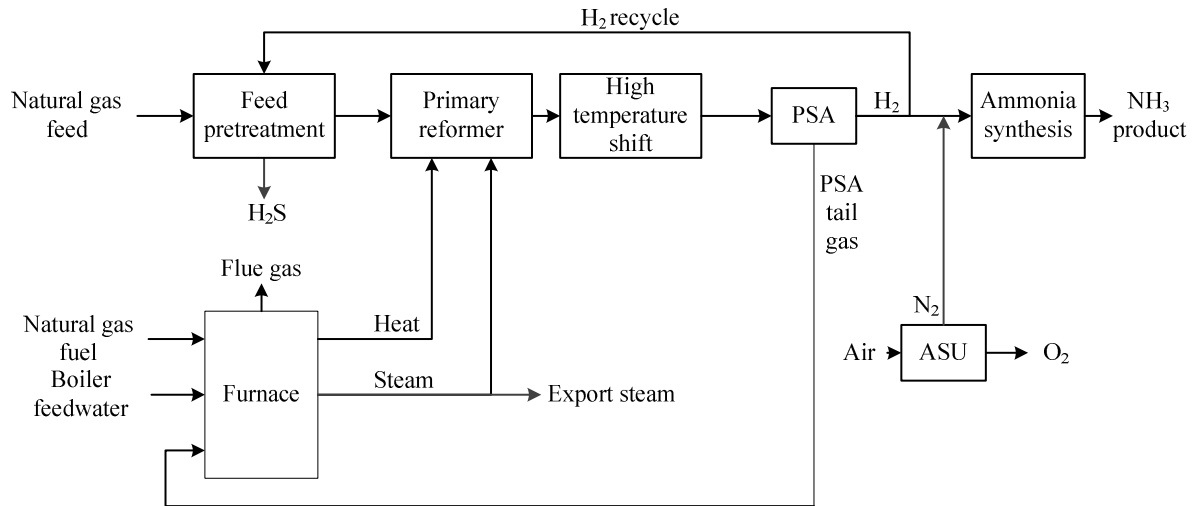 H₂ recycle
Natural gas
feed
Feed
pretreatment
Primary
reformer
High
temperature
shift
PSA
H₂
Ammonia
synthesis
NH₃
product
H₂S
PSA
tail
gas
Flue gas
Natural gas
fuel
Boiler
feedwater
Furnace
Heat
Steam
Export steam
N₂
Air
ASU
O₂